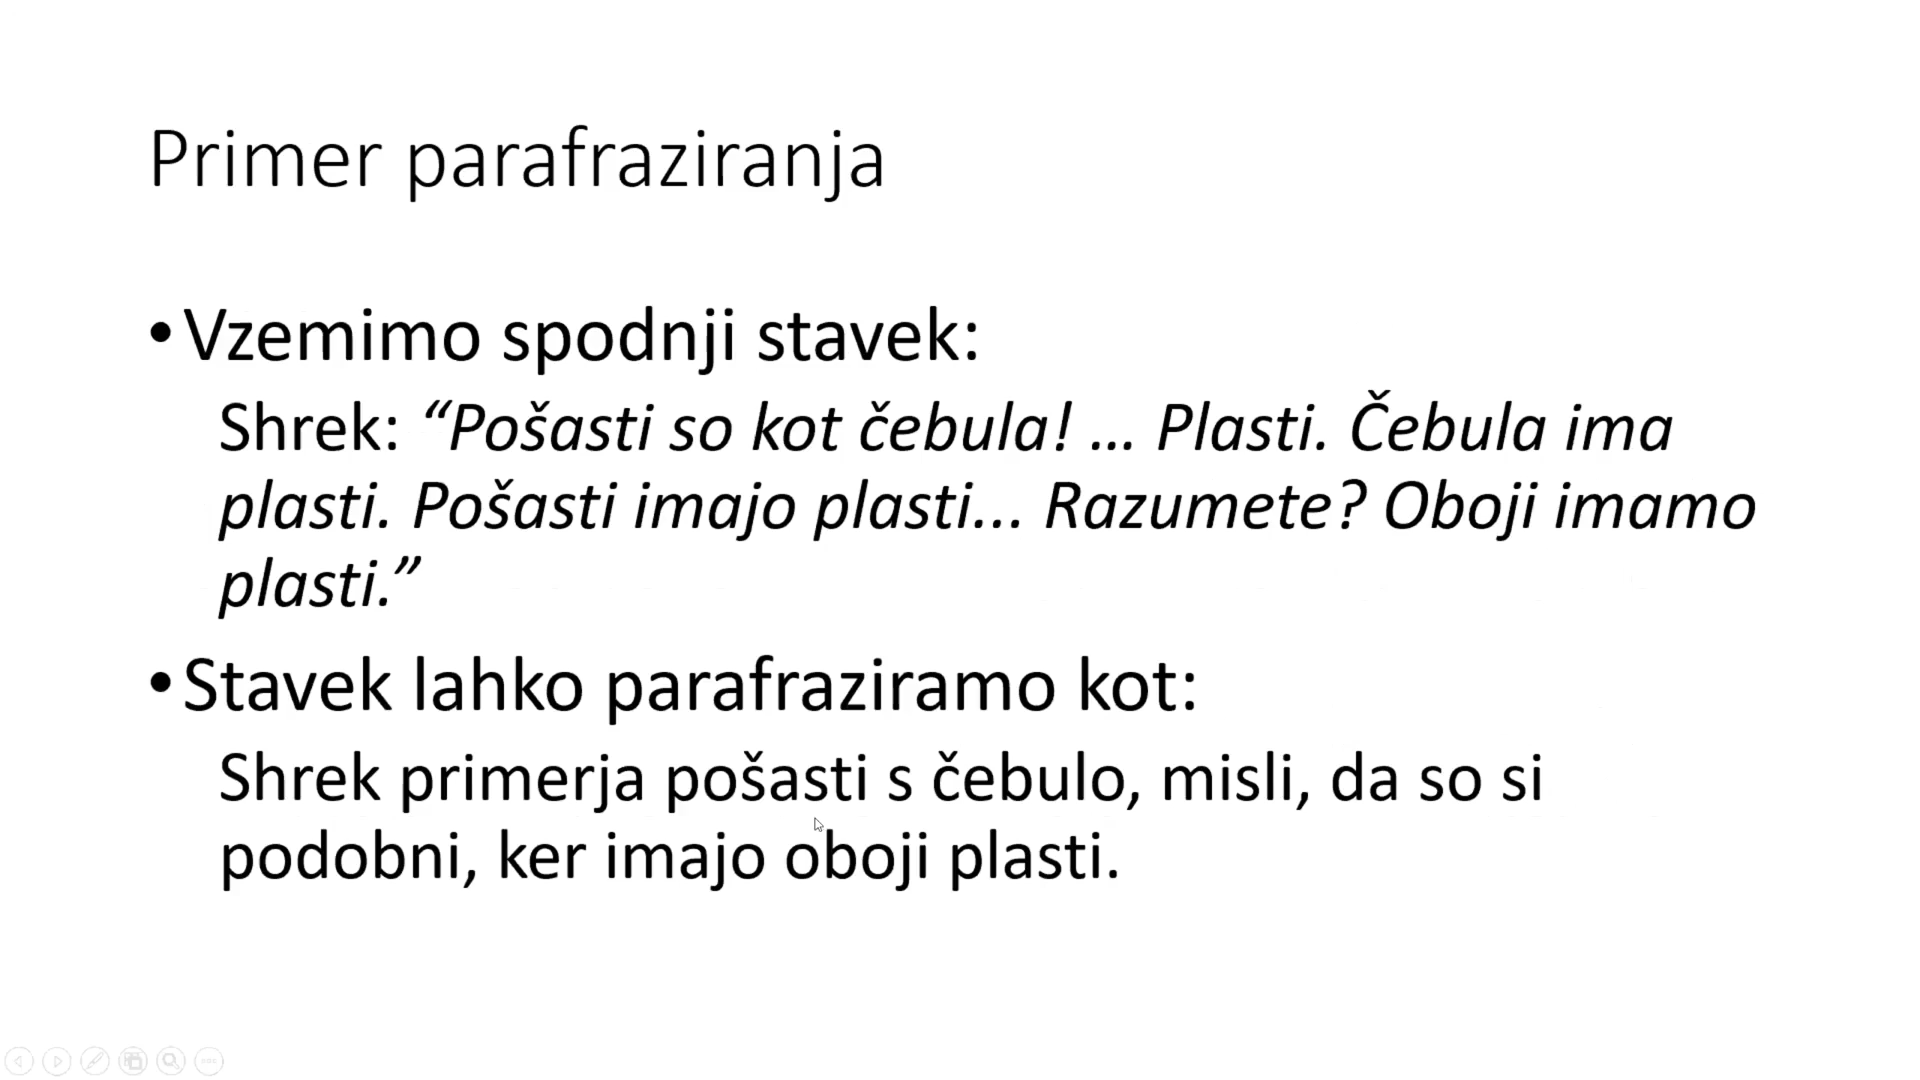 Primer parafraziranja
• Vzemimo spodnji stavek:
Shrek: “Pošasti so kot čebula! … Plasti. Čebula ima
plasti. Pošasti imajo plasti... Razumete? Oboji imamo
plasti.”
• Stavek lahko parafraziramo kot:
Shrek primerja pošasti s čebulo, misli, da so si
podobni, ker imajo oboji plasti.